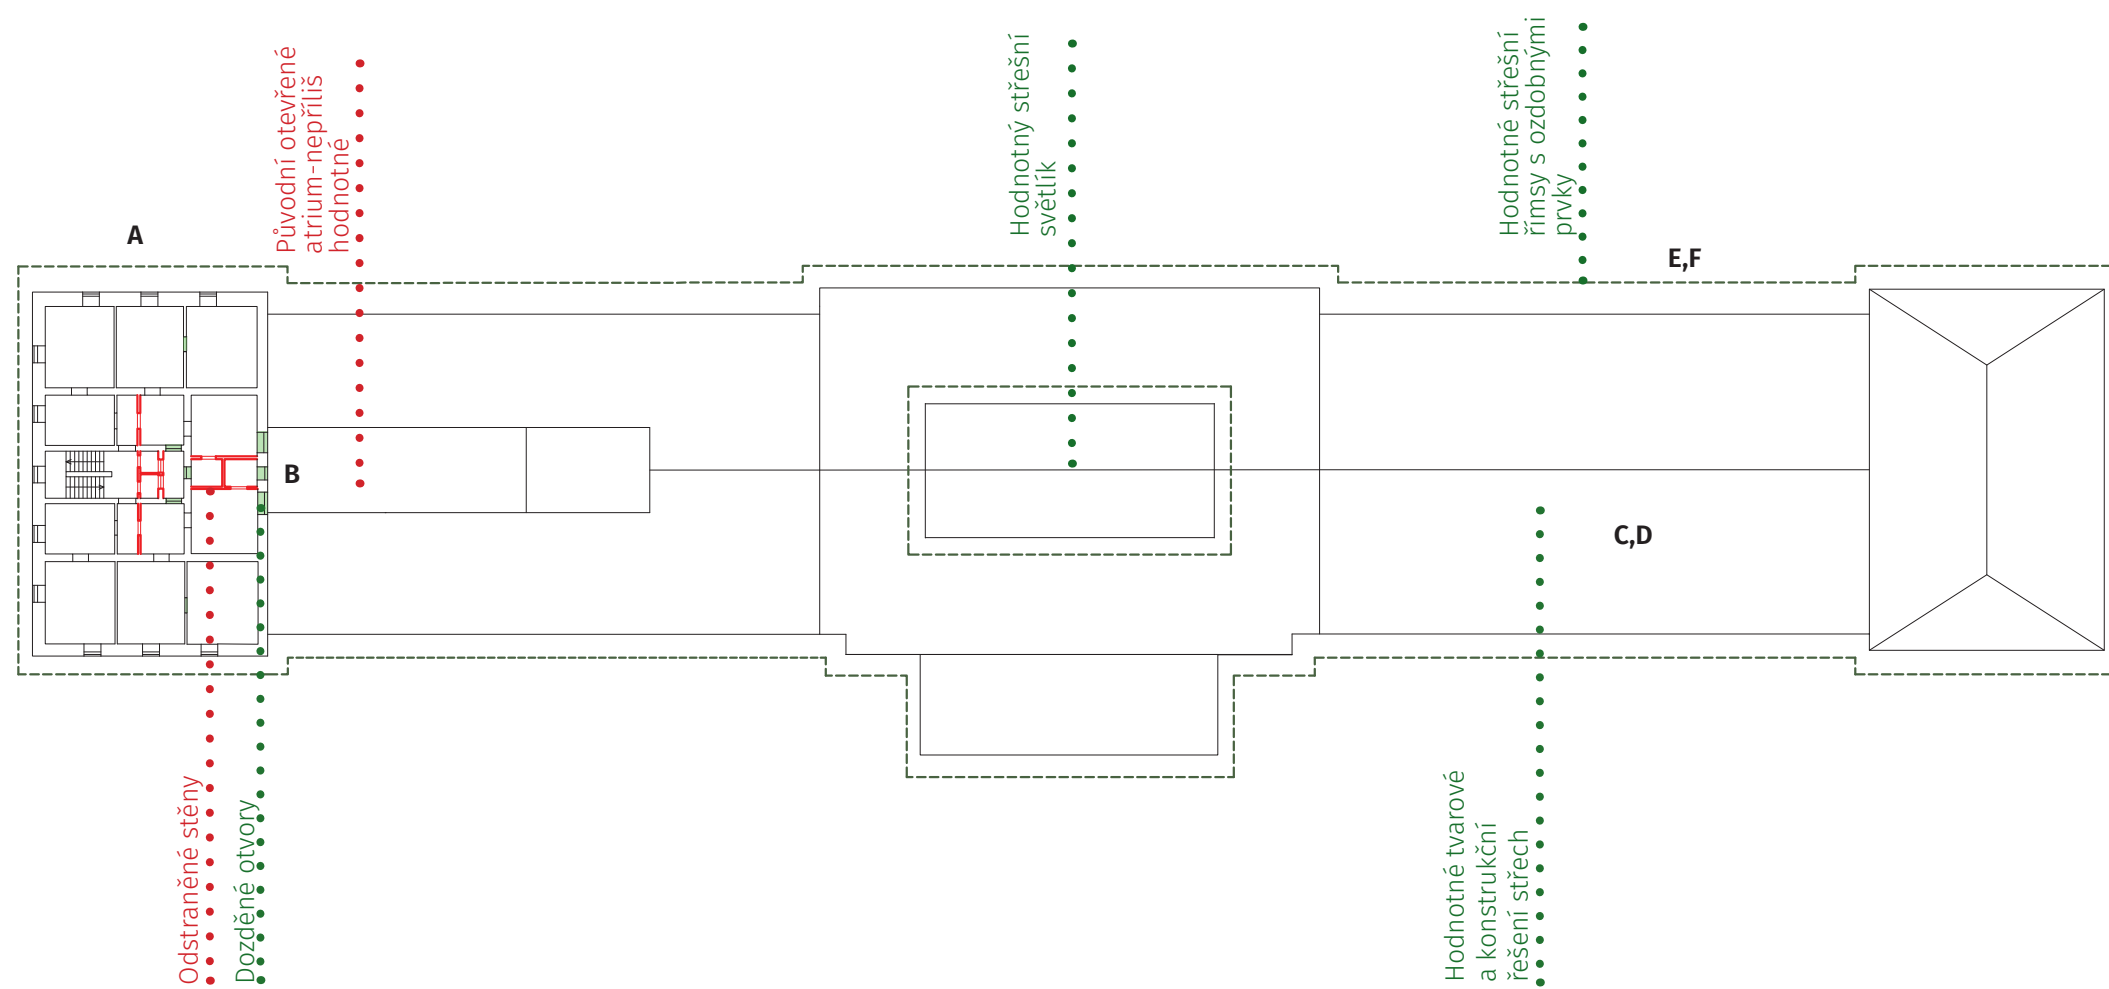 Původní otevřené
atrium-nepříliš
hodnotné
Hodnotný střešní
světlík
Hodnotné střešní
římsy s ozdobnými
prvky
A
E,F
B
C,D
Odstraněné stěny
Dozděné otvory
Hodnotné tvarové
a konstrukční
řešení střech